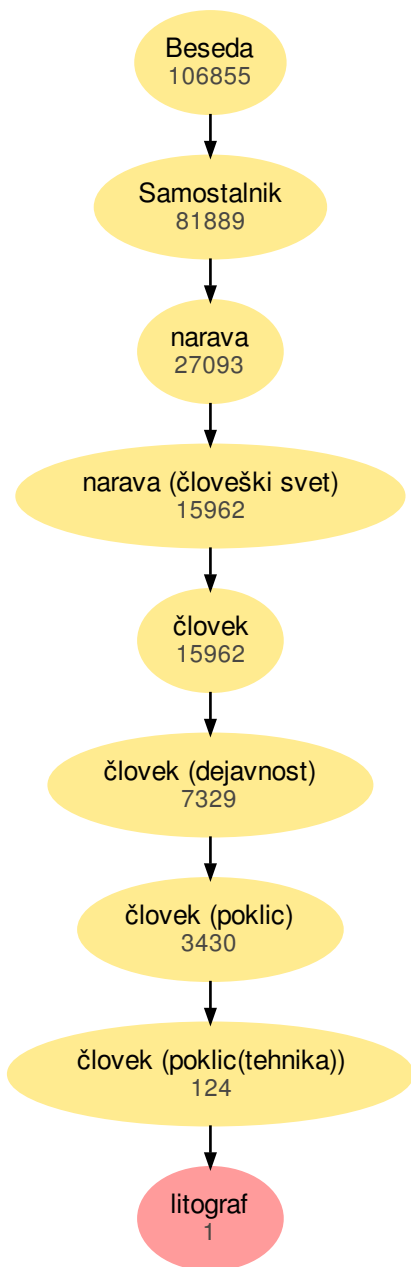 Beseda
106855
Samostalnik
81889
narava
27093
narava (človeški svet)
15962
človek
15962
človek (dejavnost)
7329
človek (poklic)
3430
človek (poklic(tehnika))
124
litograf
1